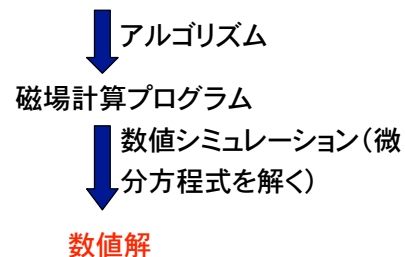 アルゴリズム
磁場計算プログラム
数値シミュレーション（微
分方程式を解く）
数値解